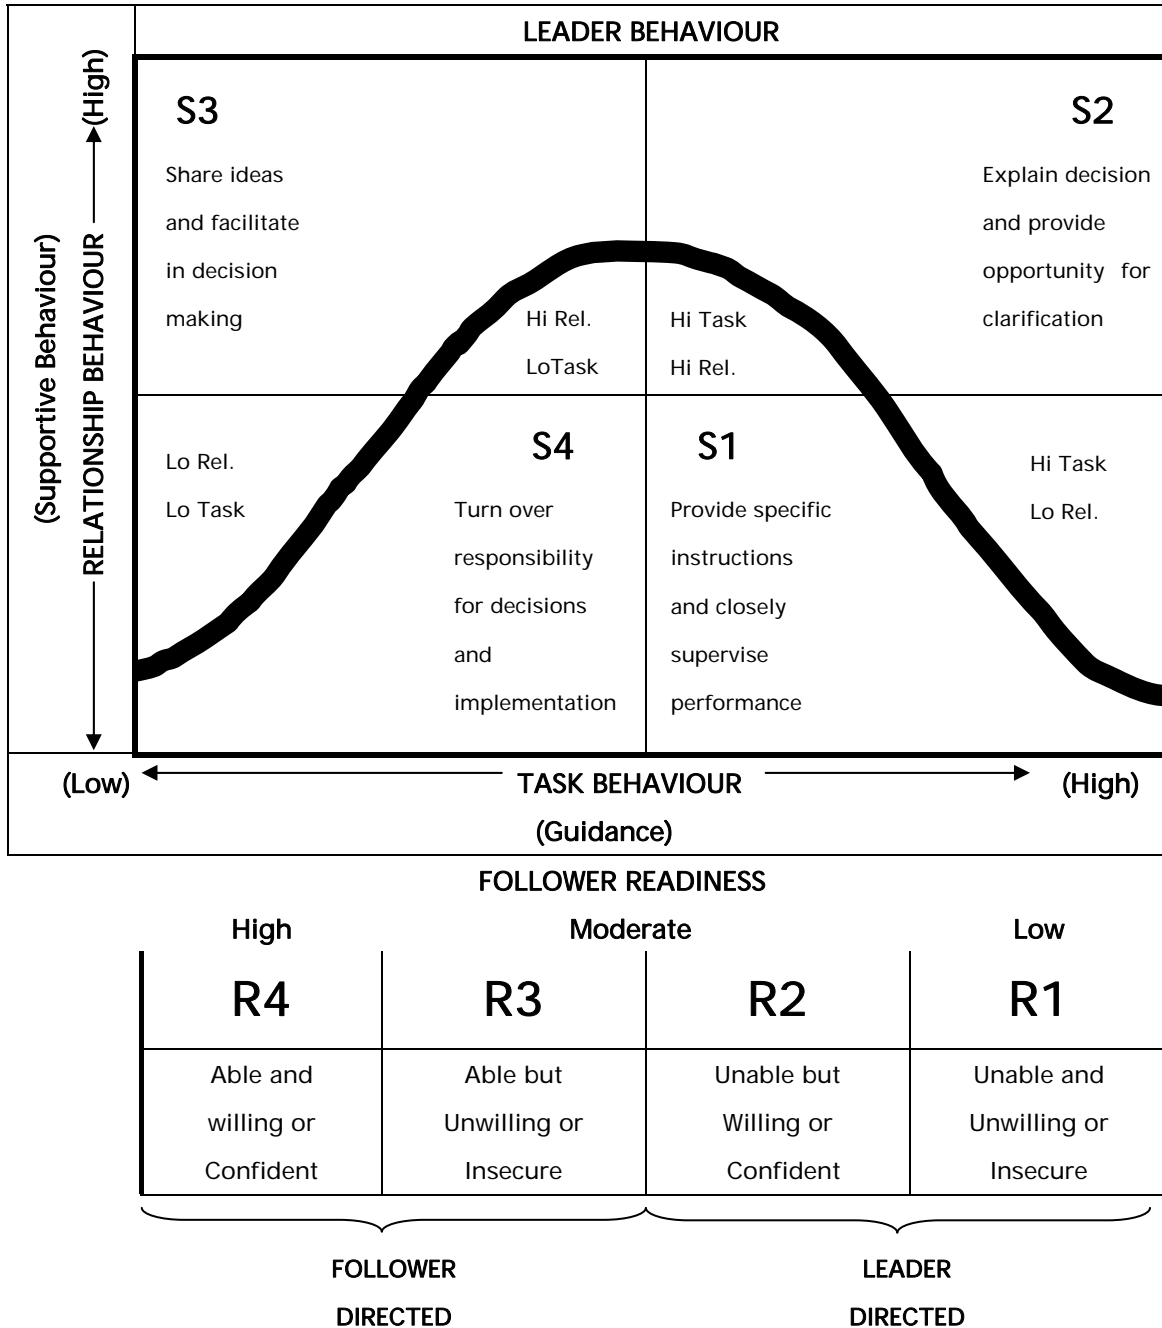 LEADER BEHAVIOUR
(High)
RELATIONSHIP BEHAVIOUR
(Supportive Behaviour)
S3
Share ideas
and facilitate
in decision
making
Hi Rel.
LoTask
S2
Explain decision
and provide
opportunity for
clarification
Hi Task
Hi Rel.
Lo Rel.
Lo Task
S4
Turn over
responsibility
for decisions
and
implementation
S1
Provide specific
instructions
and closely
supervise
performance
Hi Task
Lo Rel.
(Low)
TASK BEHAVIOUR
(High)
(Guidance)
FOLLOWER READINESS
High
Moderate
Low
R4
R3
R2
R1
Able and
willing or
Confident
Able but
Unwilling or
Insecure
Unable but
Willing or
Confident
Unable and
Unwilling or
Insecure
FOLLOWER
DIRECTED
LEADER
DIRECTED